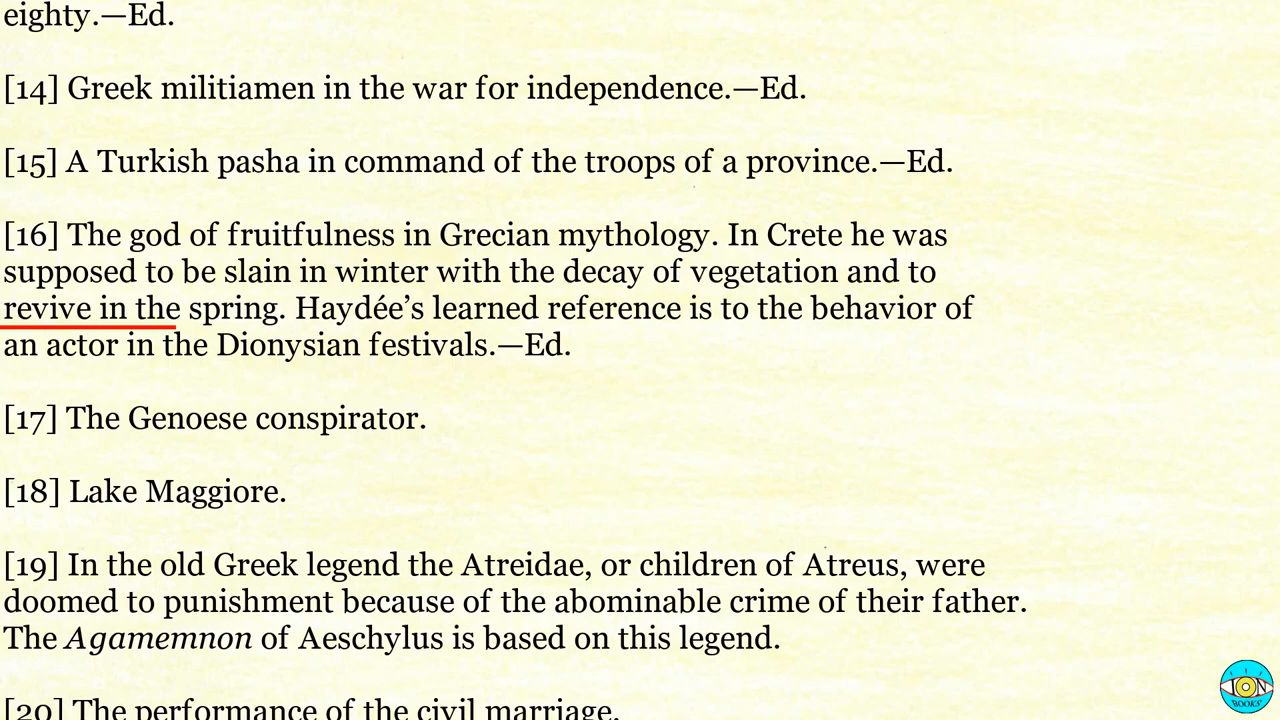 eighty.—Ed.
[14] Greek militiamen in the war for independence.—Ed.
[15] A Turkish pasha in command of the troops of a province.—Ed.
[16] The god of fruitfulness in Grecian mythology. In Crete he was
supposed to be slain in winter with the decay of vegetation and to
revive in the spring. Haydée’s learned reference is to the behavior of
an actor in the Dionysian festivals.—Ed.
[17] The Genoese conspirator.
[18] Lake Maggiore.
[19] In the old Greek legend the Atreidae, or children of Atreus, were
doomed to punishment because of the abominable crime of their father.
The Agamemnon of Aeschylus is based on this legend.
[20] The performance of the civil marriage.
ION
BOOKS